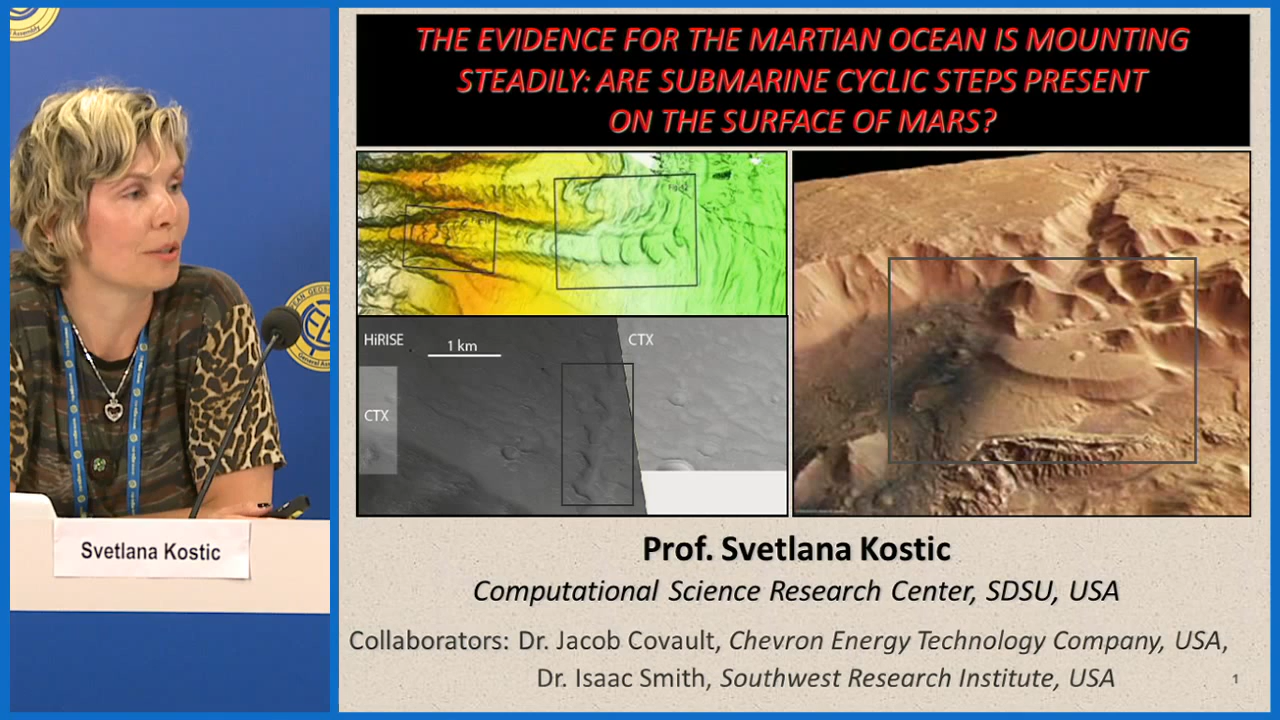 THE EVIDENCE FOR THE MARTIAN OCEAN IS MOUNTING
STEADILY: ARE SUBMARINE CYCLIC STEPS PRESENT
ON THE SURFACE OF MARS?
HiRISE
1 km
CTX
CTX
Svetlana Kostic
Prof. Svetlana Kostic
Computational Science Research Center, SDSU, USA
Collaborators: Dr. Jacob Covault, Chevron Energy Technology Company, USA,
Dr. Isaac Smith, Southwest Research Institute, USA
1